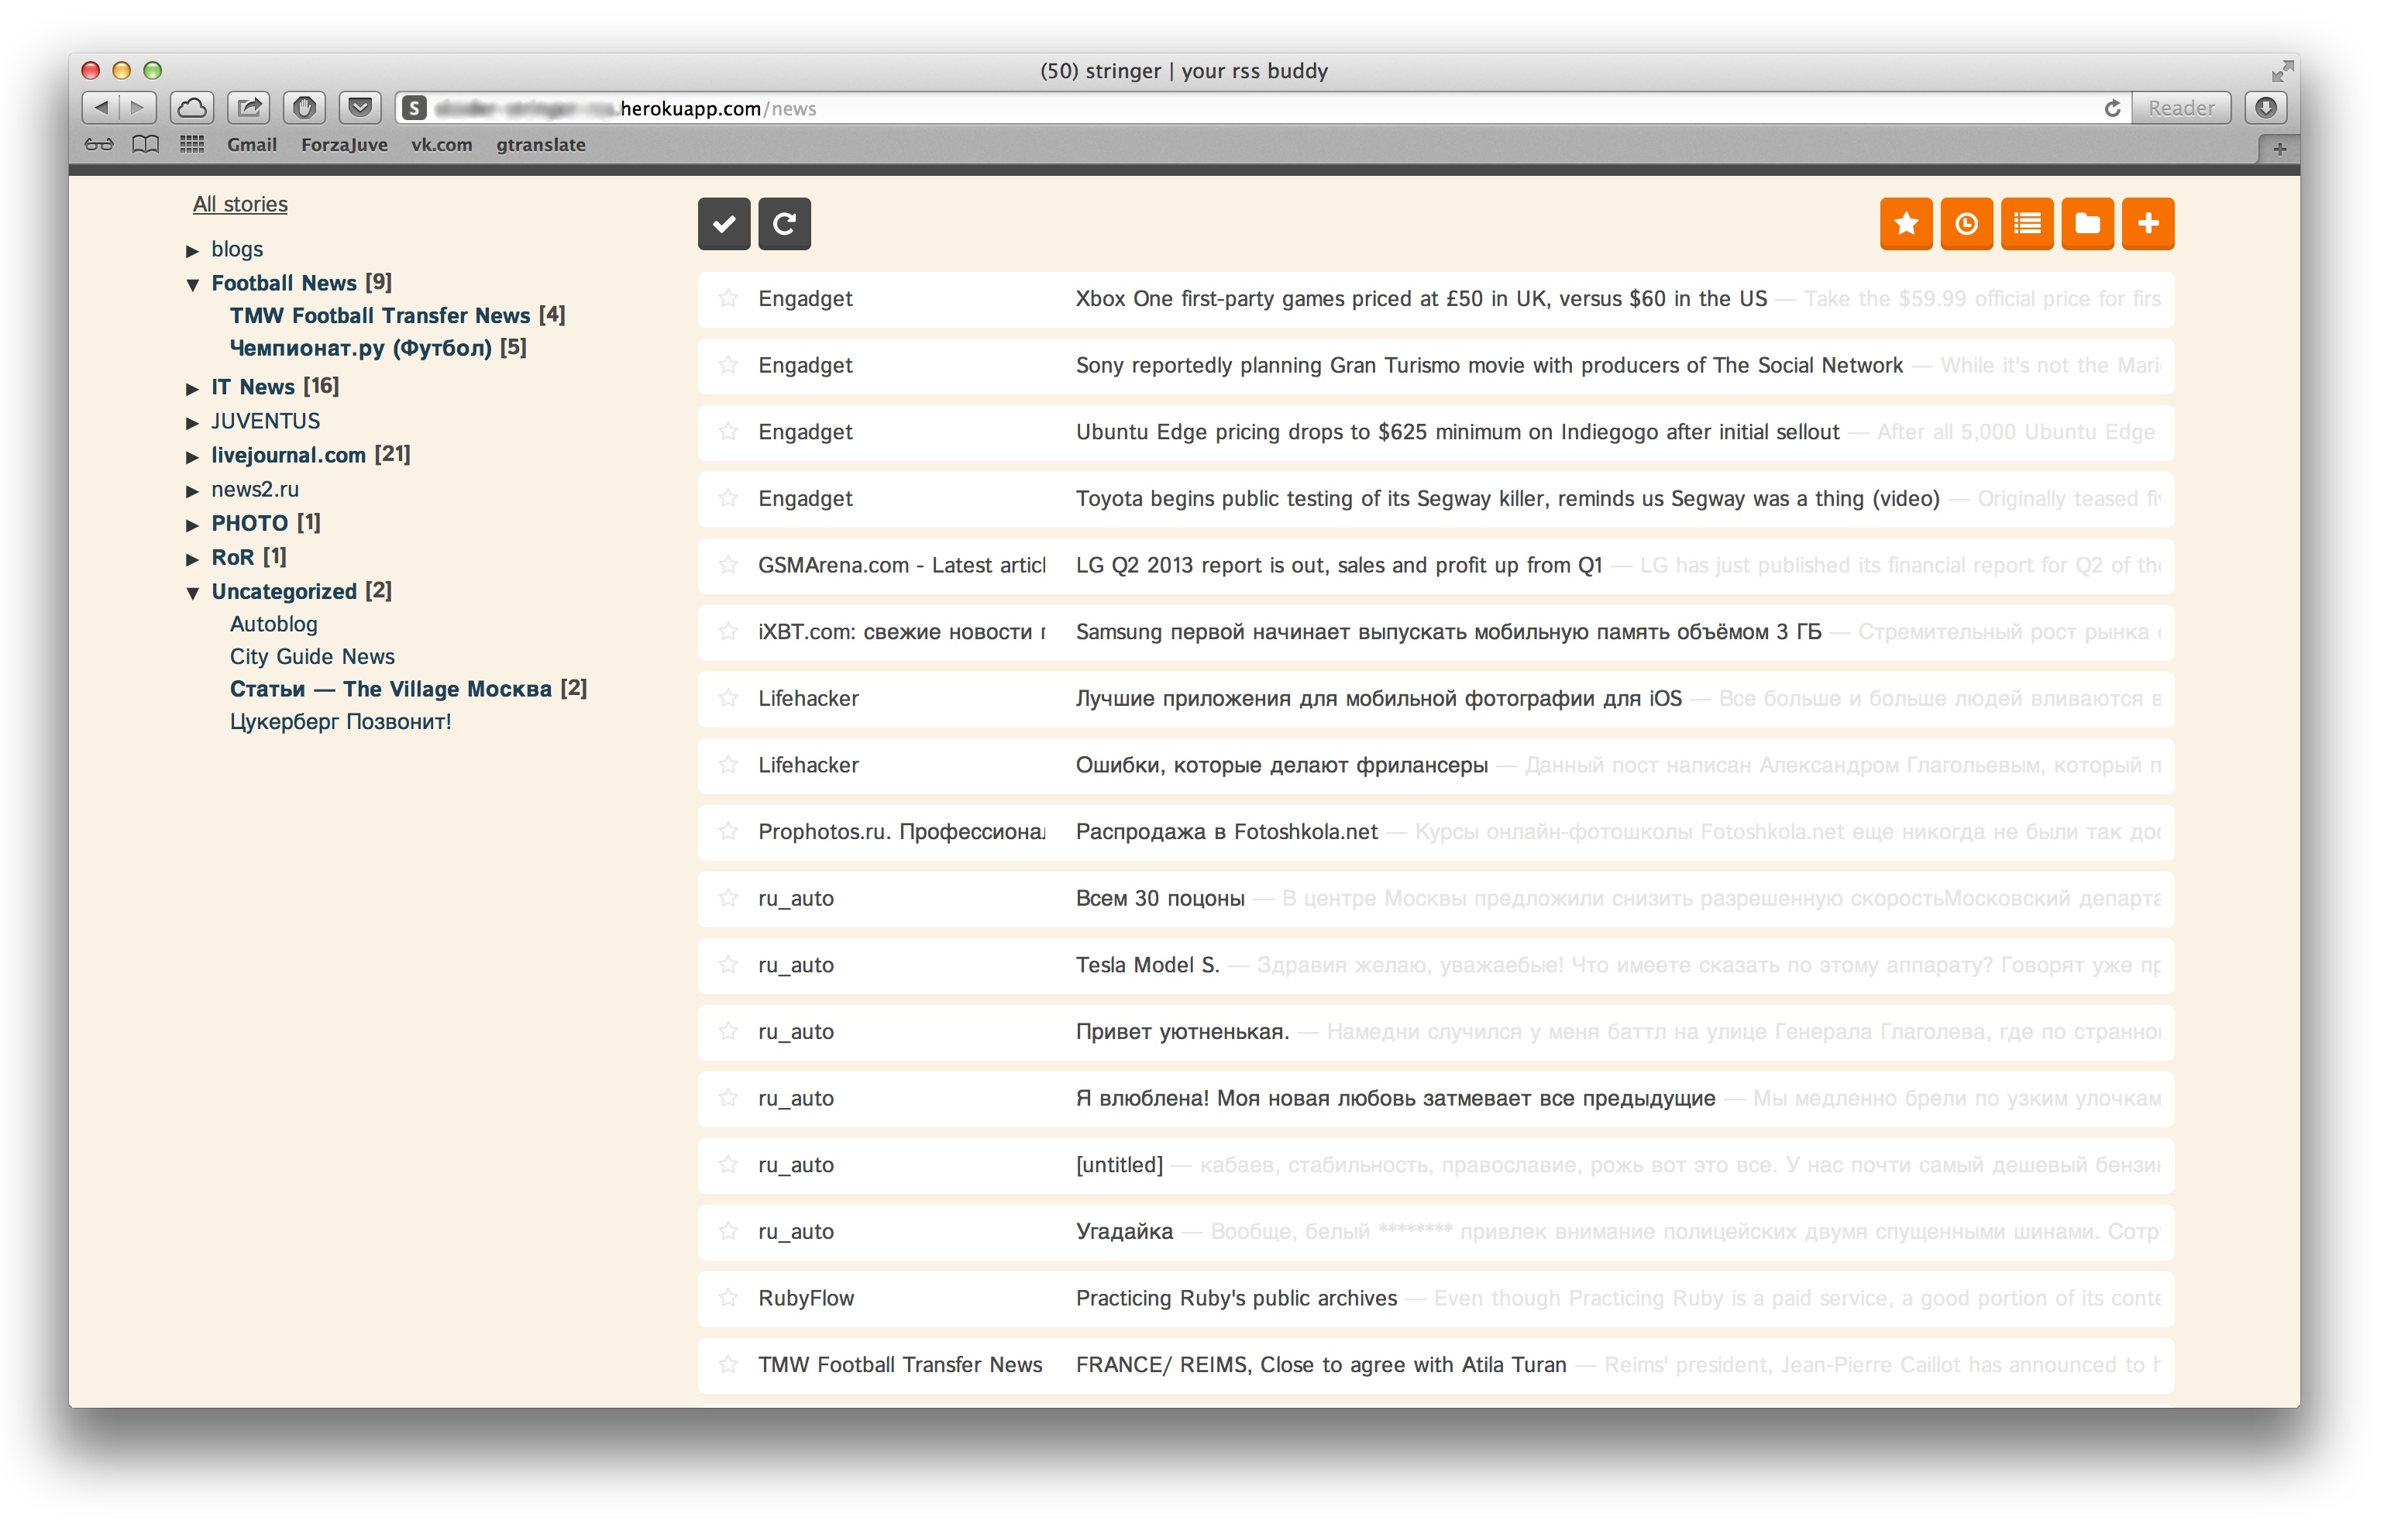 (50) stringer | your rss buddy
S .herokuapp.com/news Reader
Gmail ForzaJuve vk.com gtranslate
All stories
blogs
Football News [9]
TMW Football Transfer News [4]
Чемпионат.ру (Футбол) [5]
IT News [16]
JUVENTUS
livejournal.com [21]
news2.ru
PHOTO [1]
RoR [1]
Uncategorized [2]
Autoblog
City Guide News
Статьи — The Village Москва [2]
Цукерберг Позвонит!
Engadget Xbox One first-party games priced at £50 in UK, versus $60 in the US — Take the $59.99 official price for firs
Engadget Sony reportedly planning Gran Turismo movie with producers of The Social Network — While it's not the Mari
Engadget Ubuntu Edge pricing drops to $625 minimum on Indiegogo after initial sellout — After all 5,000 Ubuntu Edge
Engadget Toyota begins public testing of its Segway killer, reminds us Segway was a thing (video) — Originally teased
GSMArena.com - Latest articl LG Q2 2013 report is out, sales and profit up from Q1 — LG has just published its financial report for Q2 of the
iXBT.com: свежие новости Samsung первой начинает выпускать мобильную память объёмом 3 ГБ — Стремительный рост рынка
Lifehacker Лучшие приложения для мобильной фотографии для iOS — Все больше и больше людей вливаются в
Lifehacker Ошибки, которые делают фрилансеры — Данный пост написан Александром Глагольевым, который п
Prophotos.ru. Профессионал Распродажа в Fotoshkola.net — Курсы онлайн-фотошколы Fotoshkola.net еще никогда не были так дос
ru_auto Всем 30 поцоны — В центре Москвы предложили снизить разрешенную скоростьМосковский департа
ru_auto Tesla Model S. — Здравия желаю, уважаебые! Что имеете сказать по этому аппарату? Говорят уже пр
ru_auto Привет уютненькая. — Намедни случился у меня баттл на улице Генерала Глаголева, где по странно
ru_auto Я влюблена! Моя новая любовь затмевает все предыдущие — Мы медленно брели по узким улочкам
ru_auto [untitled] — кабаев, стабильность, православие, рожь вот это все. У нас почти самый дешевый бензин
ru_auto Угадайка — Вообще, белый ******** привлек внимание полицейских двумя спущенными шинами. Сотр
RubyFlow Practicing Ruby's public archives — Even though Practicing Ruby is a paid service, a good portion of its conte
TMW Football Transfer News FRANCE/ REIMS, Close to agree with Atila Turan — Reims' president, Jean-Pierre Caillot has announced to h